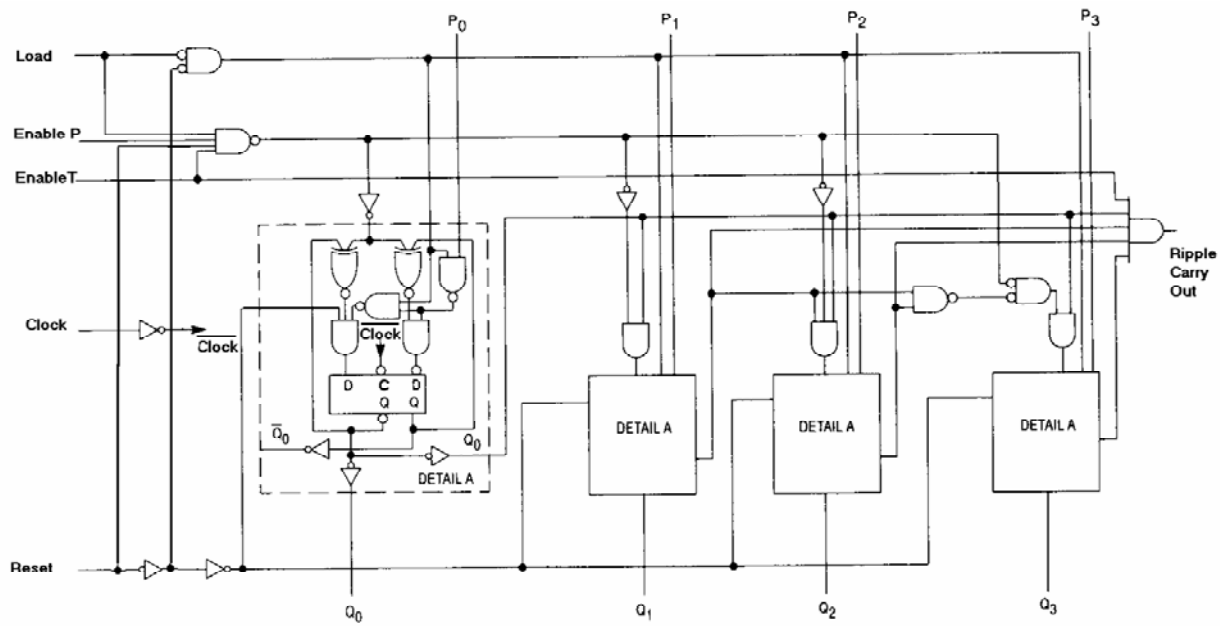 P0
P1
P2
P3
Load
Enable P
EnableT
Ripple
Carry
Out
Clock
Clock
Clock
D C D
Q Q
Q0
Q0
DETAIL A
DETAIL A
DETAIL A
DETAIL A
Reset
Q0
Q1
Q2
Q3